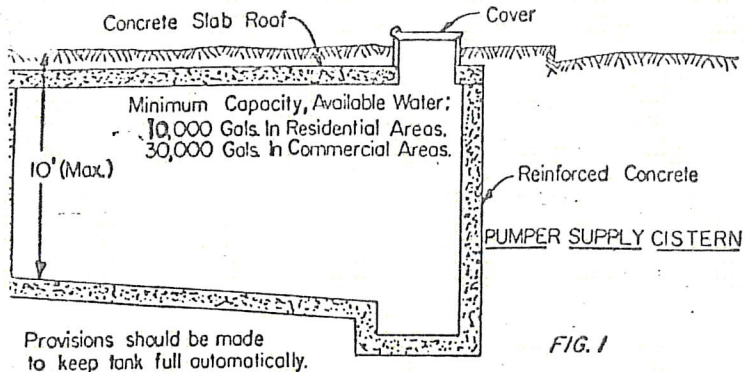 Concrete Slab Roof
Cover
Minimum Capacity, Available Water:
10,000 Gals. In Residential Areas.
30,000 Gals. In Commercial Areas.
10' (Max.)
Reinforced Concrete
PUMPER SUPPLY CISTERN
Provisions should be made
to keep tank full automatically.
FIG. 1